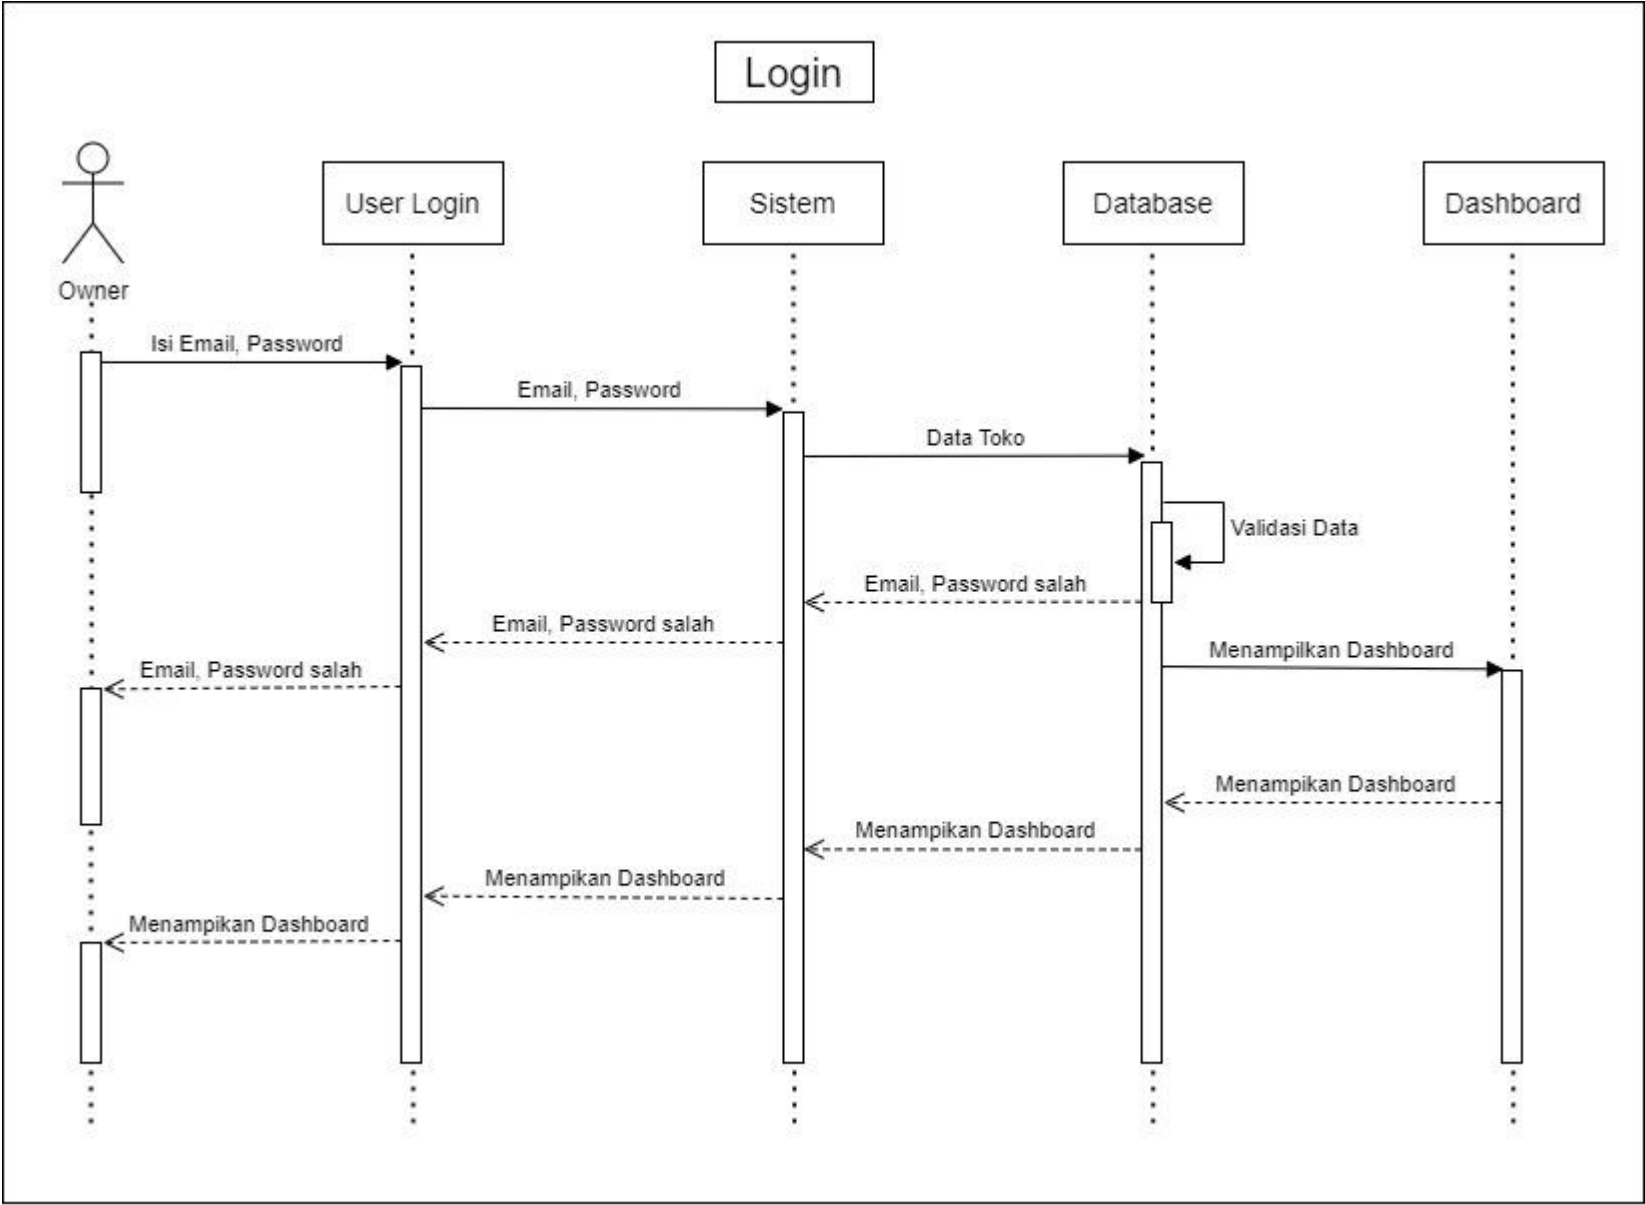 Login
User Login
Sistem
Database
Dashboard
Owner
Isi Email, Password
Email, Password
Data Toko
Validasi Data
Email, Password salah
Email, Password salah
Menampilkan Dashboard
Email, Password salah
Menampikan Dashboard
Menampikan Dashboard
Menampikan Dashboard
Menampikan Dashboard